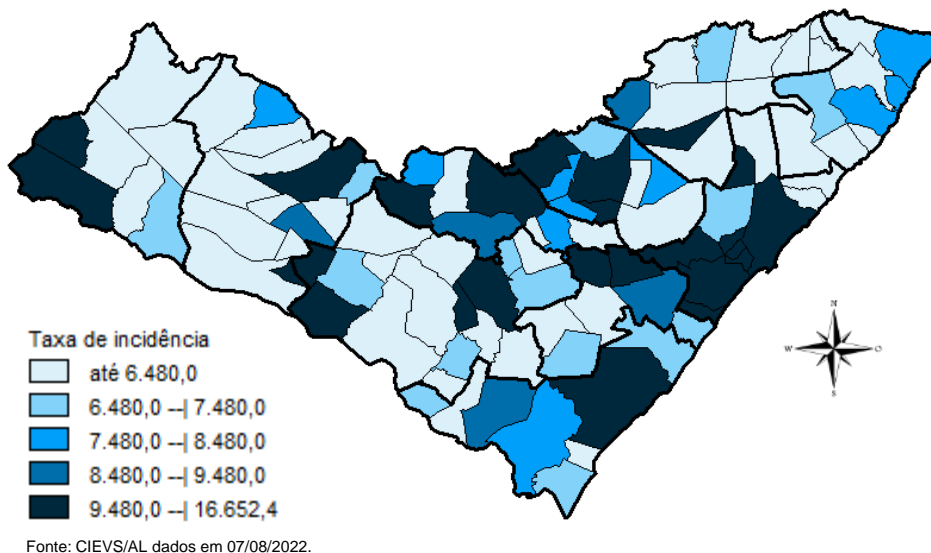 Taxa de incidência
até 6.480,0
6.480,0 --| 7.480,0
7.480,0 --| 8.480,0
8.480,0 --| 9.480,0
9.480,0 --| 16.652,4
N
W
O
S
Fonte: CIEVS/AL dados em 07/08/2022.